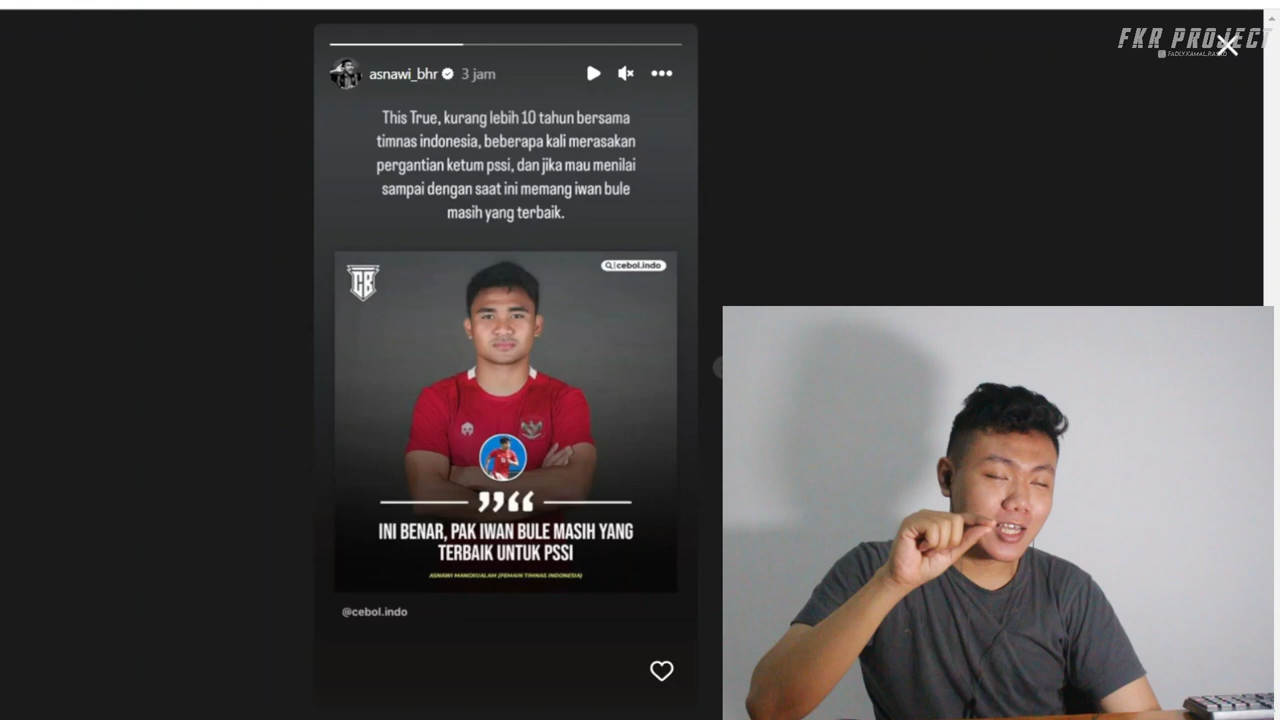 FKR PROJECT
FADLYKAMAL_RASYID
asnawi_bhr 3 jam
This True, kurang lebih 10 tahun bersama
timnas indonesia, beberapa kali merasakan
pergantian ketum pssi, dan jika mau menilai
sampai dengan saat ini memang iwan bule
masih yang terbaik.
CB
cebol.indo
INI BENAR, PAK IWAN BULE MASIH YANG
TERBAIK UNTUK PSSI
ASNAWI MANGKUALAM (PEMAIN TIMNAS INDONESIA)
@cebol.indo